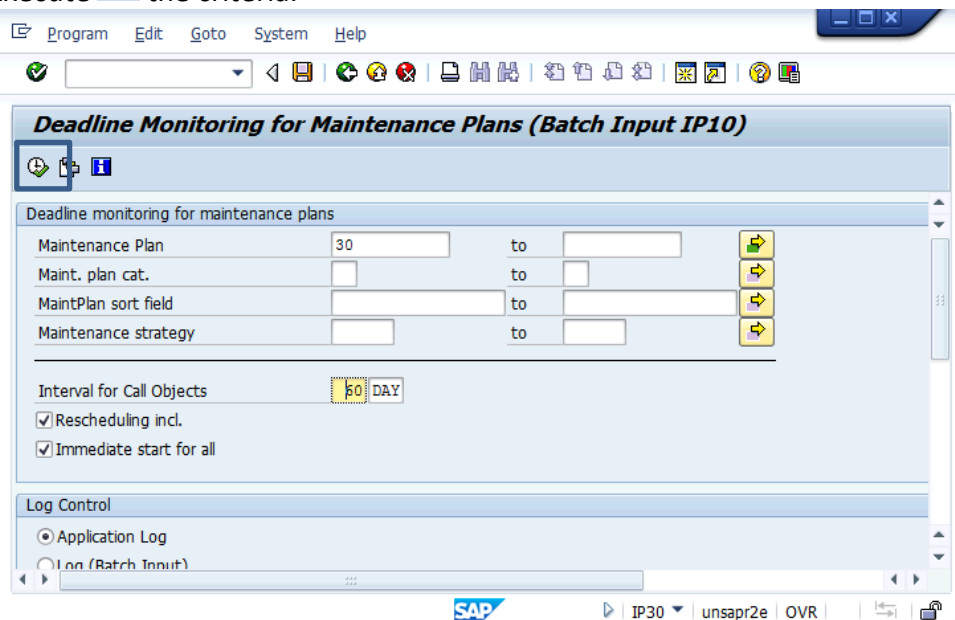 the criteria.
Program Edit Goto System Help
Deadline Monitoring for Maintenance Plans (Batch Input IP10)
Deadline monitoring for maintenance plans
Maintenance Plan 30 to
Maint. plan cat. to
MaintPlan sort field to
Maintenance strategy to
Interval for Call Objects 60 DAY
Rescheduling incl.
Immediate start for all
Log Control
Application Log
Log (Batch Input)
SAP IP30 unsapr2e OVR